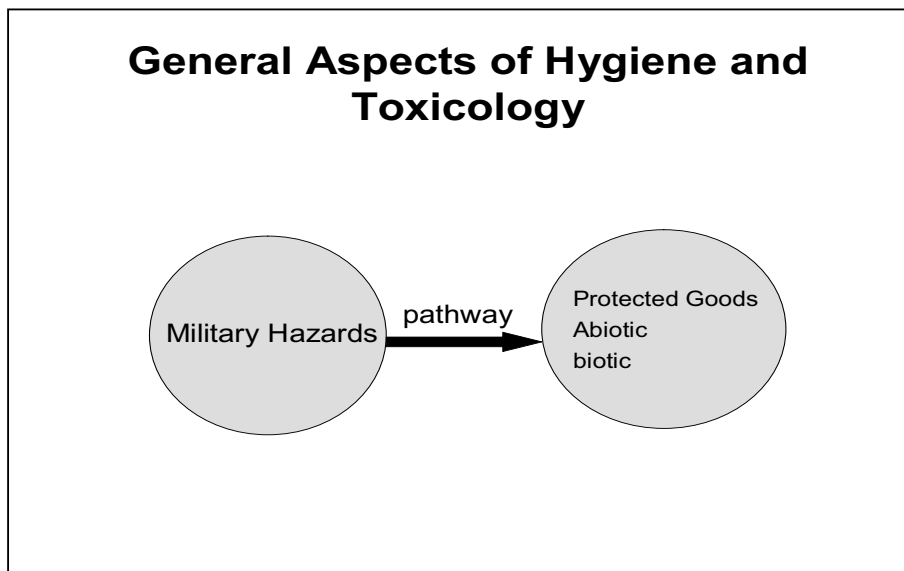 General Aspects of Hygiene and
Toxicology
Military Hazards
pathway
Protected Goods
Abiotic
biotic